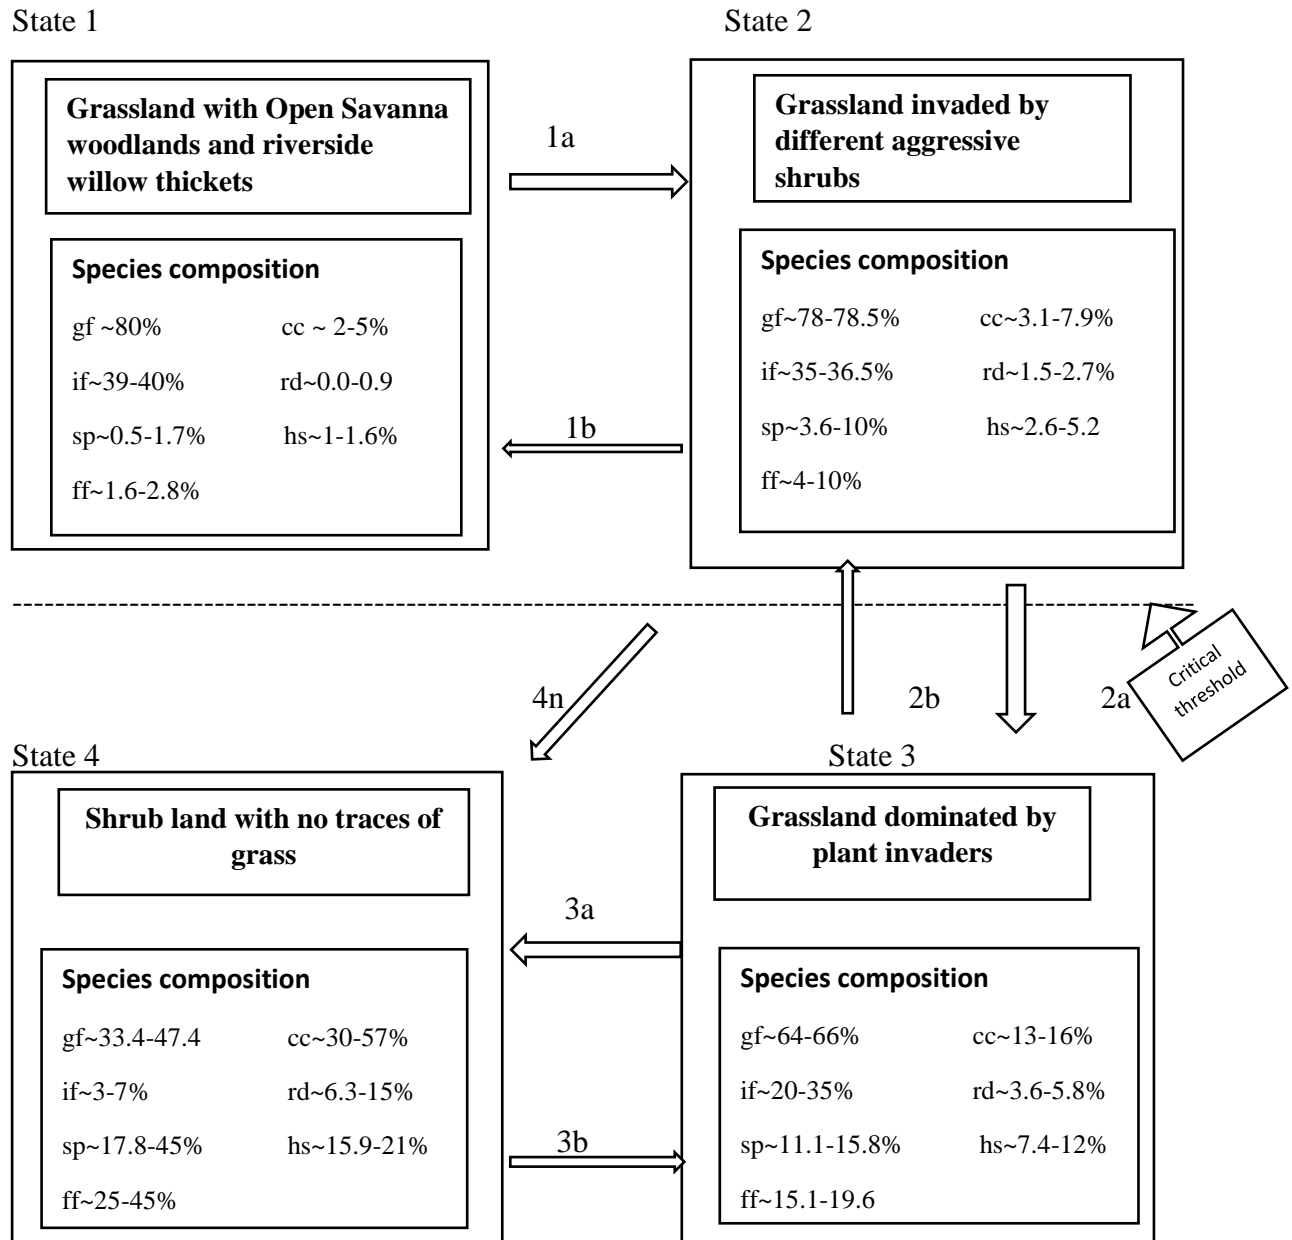 State 1
Grassland with Open Savanna
woodlands and riverside
willow thickets
Species composition
gf ~80% cc ~ 2-5%
if~39-40% rd~0.0-0.9
sp~0.5-1.7% hs~1-1.6%
ff~1.6-2.8%
1a
1b
State 2
Grassland invaded by
different aggressive
shrubs
Species composition
gf~78-78.5% cc~3.1-7.9%
if~35-36.5% rd~1.5-2.7%
sp~3.6-10% hs~2.6-5.2
ff~4-10%
4n
2b
2a
Critical
threshold
State 4
Shrub land with no traces of
grass
Species composition
gf~33.4-47.4 cc~30-57%
if~3-7% rd~6.3-15%
sp~17.8-45% hs~15.9-21%
ff~25-45%
3a
3b
State 3
Grassland dominated by
plant invaders
Species composition
gf~64-66% cc~13-16%
if~20-35% rd~3.6-5.8%
sp~11.1-15.8% hs~7.4-12%
ff~15.1-19.6